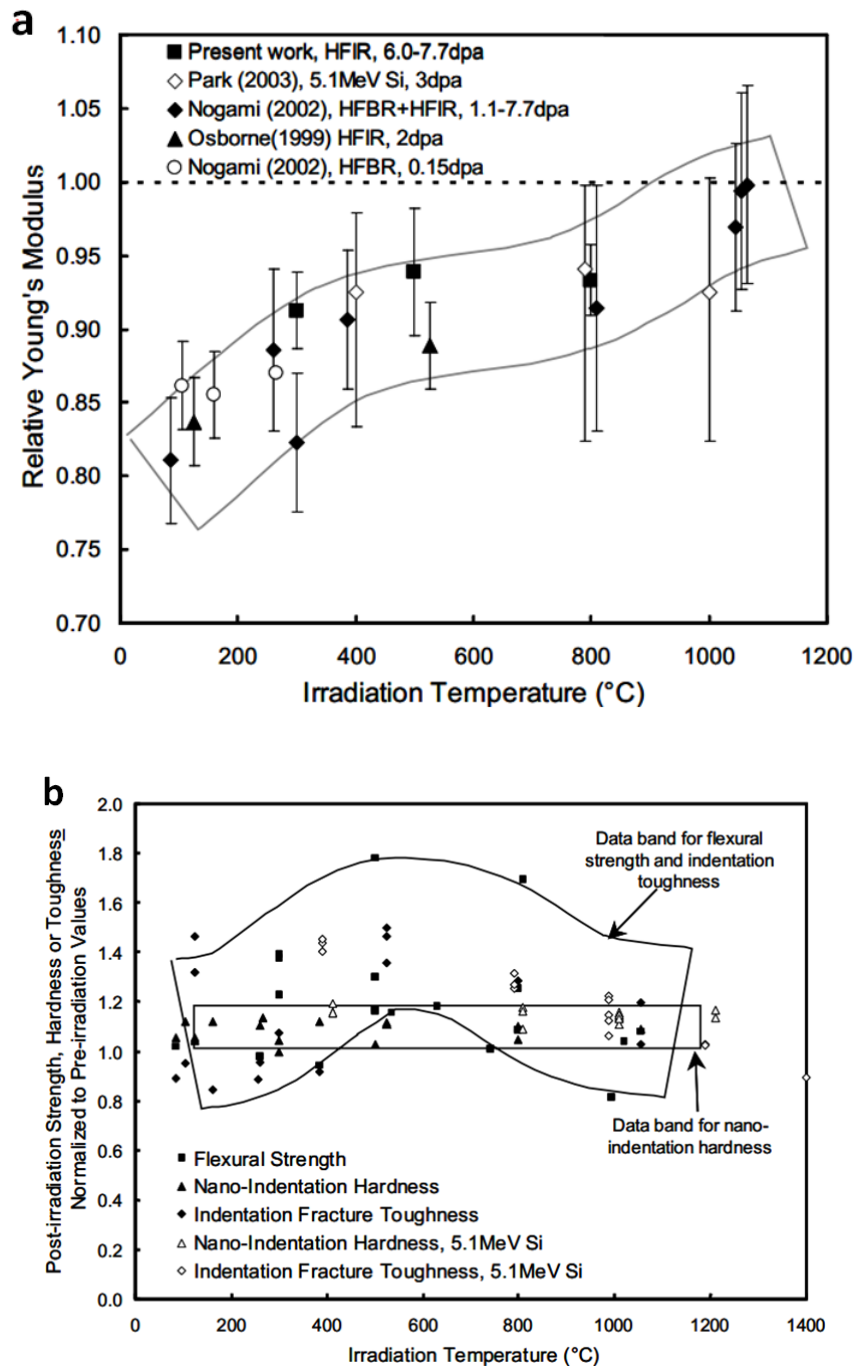 a
Relative Young's Modulus
1.10
1.05
1.00
0.95
0.90
0.85
0.80
0.75
0.70
Present work, HFIR, 6.0-7.7dpa
Park (2003), 5.1MeV Si, 3dpa
Nogami (2002), HFBR+HFIR, 1.1-7.7dpa
Osborne(1999) HFIR, 2dpa
Nogami (2002), HFBR, 0.15dpa
0 200 400 600 800 1000 1200
Irradiation Temperature (°C)
b
Post-irradiation Strength, Hardness or Toughness
Normalized to Pre-irradiation Values
2.0
1.8
1.6
1.4
1.2
1.0
0.8
0.6
0.4
0.2
0.0
Data band for flexural
strength and indentation
toughness
Data band for nano-
indentation hardness
Flexural Strength
Nano-Indentation Hardness
Indentation Fracture Toughness
Nano-Indentation Hardness, 5.1MeV Si
Indentation Fracture Toughness, 5.1MeV Si
0 200 400 600 800 1000 1200 1400
Irradiation Temperature (°C)